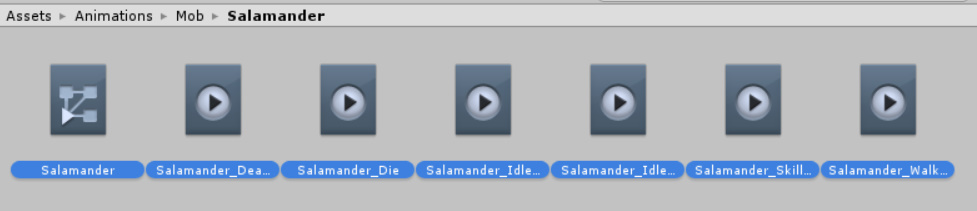 Assets ▸ Animations ▸ Mob ▸ Salamander
Salamander Salamander_Dea... Salamander_Die Salamander_Idle... Salamander_Idle... Salamander_Skill... Salamander_Walk...